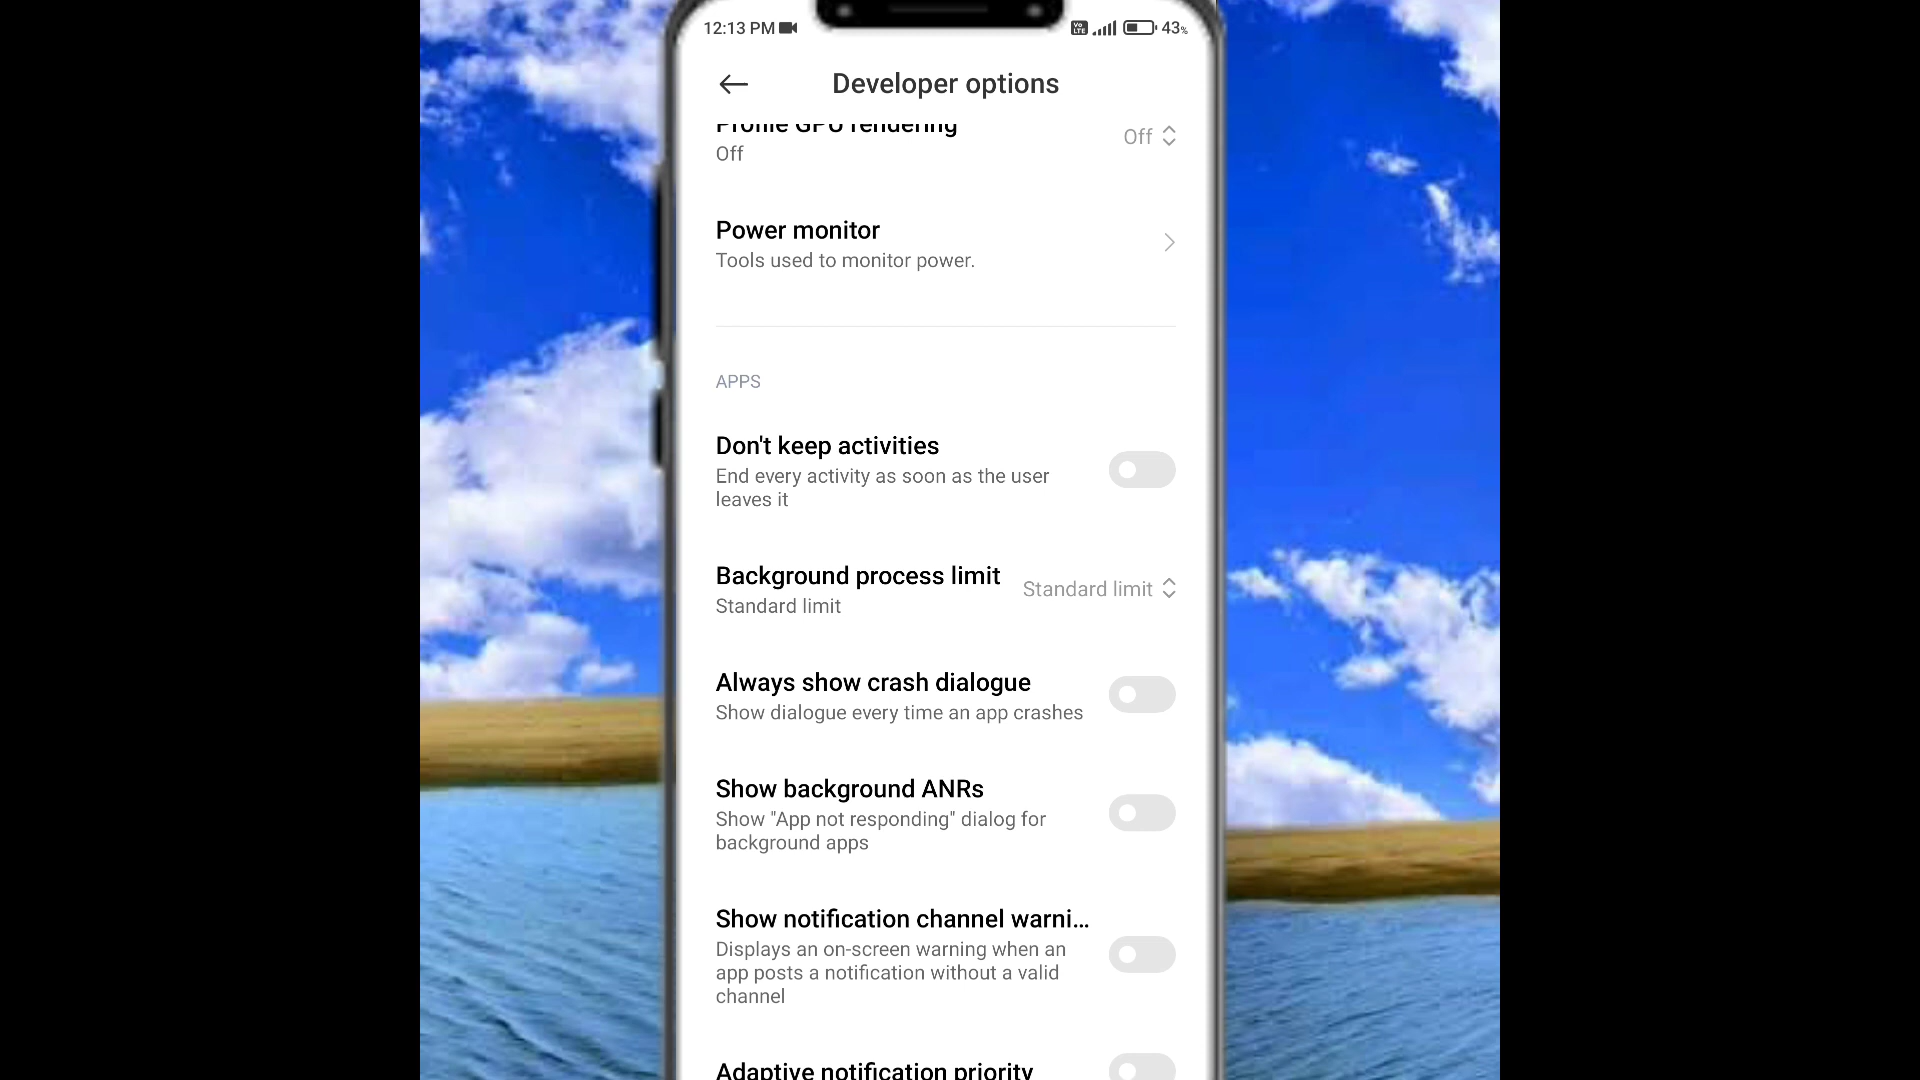 12:13 PM
43%
Developer options
Profile GPU rendering
Off
Off
Power monitor
Tools used to monitor power.
APPS
Don't keep activities
End every activity as soon as the user
leaves it
Background process limit
Standard limit
Standard limit
Always show crash dialogue
Show dialogue every time an app crashes
Show background ANRs
Show "App not responding" dialog for
background apps
Show notification channel warni...
Displays an on-screen warning when an
app posts a notification without a valid
channel
Adaptive notification priority